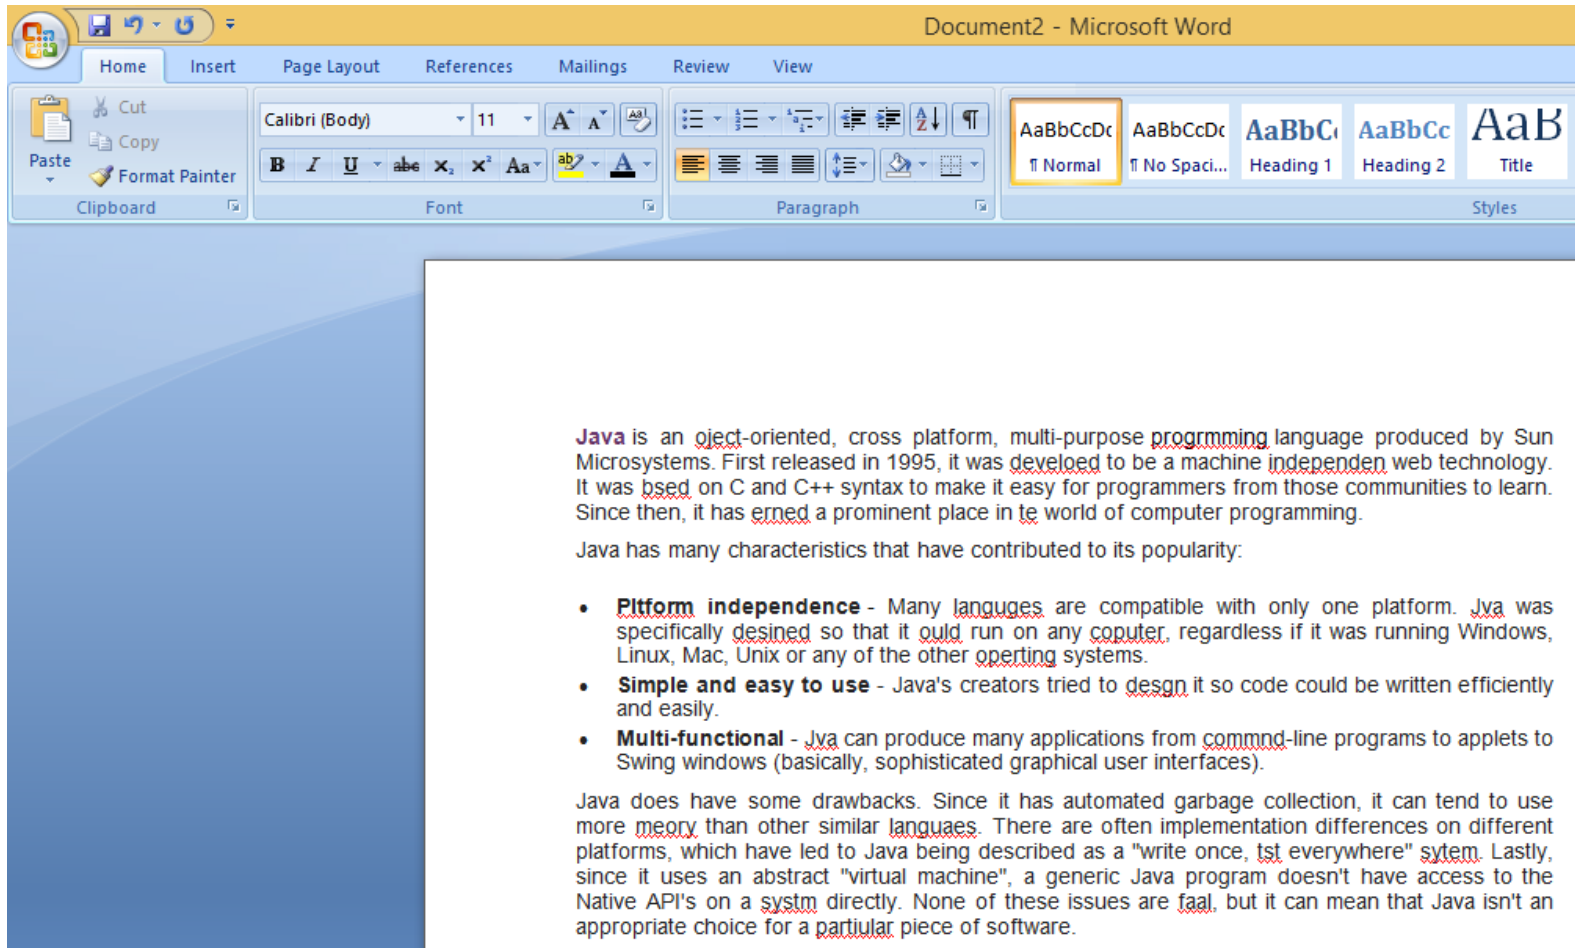 Document2 - Microsoft Word
Home Insert Page Layout References Mailings Review View
Paste
Cut
Copy
Format Painter
Clipboard
Calibri (Body) 11
Font
Paragraph
AaBbCcDc AaBbCcDc AaBbC AaBbCc AaB
¶ Normal ¶ No Spaci... Heading 1 Heading 2 Title
Styles
Java is an oject-oriented, cross platform, multi-purpose progrmming language produced by Sun
Microsystems. First released in 1995, it was develoed to be a machine independen web technology.
It was bsed on C and C++ syntax to make it easy for programmers from those communities to learn.
Since then, it has erned a prominent place in te world of computer programming.
Java has many characteristics that have contributed to its popularity:
• Pltform independence - Many languges are compatible with only one platform. Jva was
specifically desined so that it ould run on any coputer, regardless if it was running Windows,
Linux, Mac, Unix or any of the other operting systems.
• Simple and easy to use - Java's creators tried to desgn it so code could be written efficiently
and easily.
• Multi-functional - Jva can produce many applications from commnd-line programs to applets to
Swing windows (basically, sophisticated graphical user interfaces).
Java does have some drawbacks. Since it has automated garbage collection, it can tend to use
more meory than other similar languaes. There are often implementation differences on different
platforms, which have led to Java being described as a "write once, tst everywhere" sytem. Lastly,
since it uses an abstract "virtual machine", a generic Java program doesn't have access to the
Native API's on a systm directly. None of these issues are faal, but it can mean that Java isn't an
appropriate choice for a partiular piece of software.